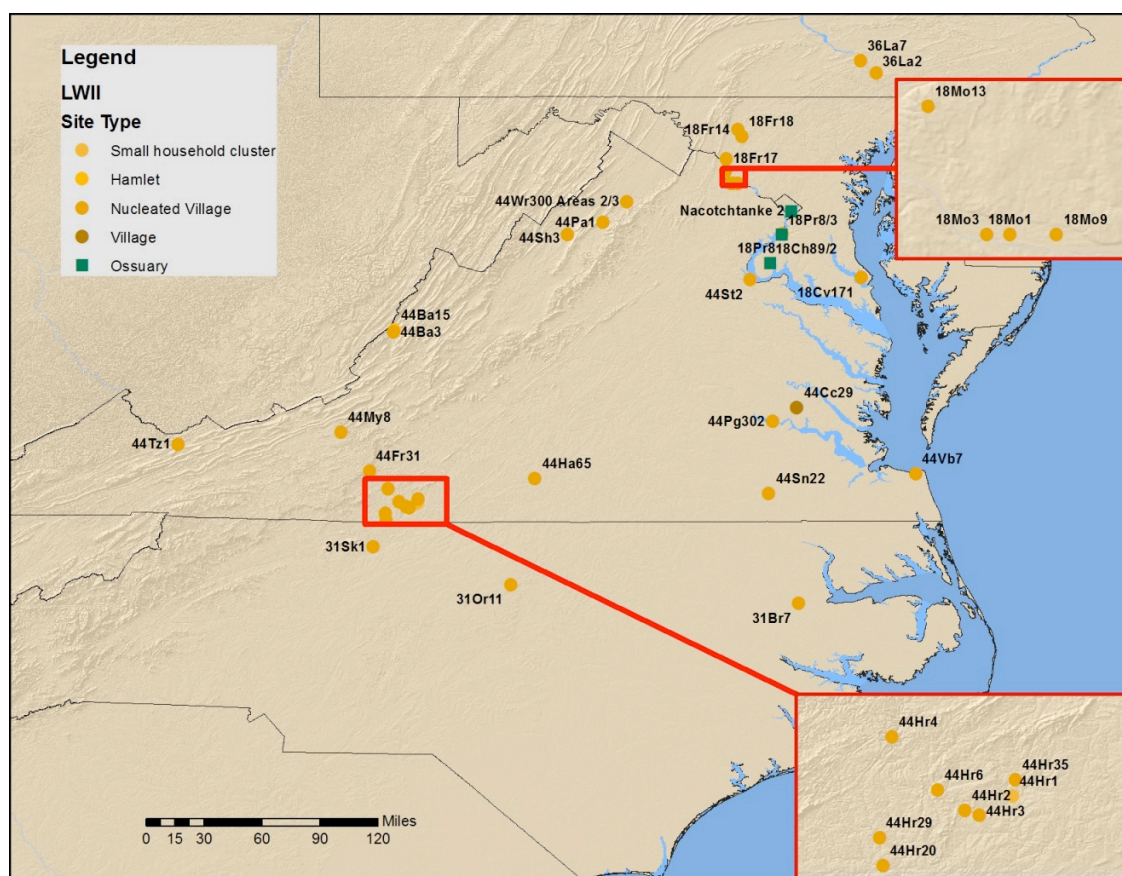 Legend
LWII
Site Type
Small household cluster
Hamlet
Nucleated Village
Village
Ossuary
36La7
36La2
18Mo13
18Fr14
18Fr18
18Fr17
44Wr300 Areas 2/3
44Pa1
44Sh3
Nacotchtanke 2
18Pr8/3
18Pr818Ch89/2
18Mo3
18Mo1
18Mo9
44St2
18Cv171
44Ba15
44Ba3
44Cc29
44My8
44Pg302
44Tz1
44Fr31
44Ha65
44Vb7
44Sn22
31Sk1
31Or11
31Br7
44Hr4
44Hr35
44Hr6
44Hr1
44Hr2
44Hr3
44Hr29
44Hr20
Miles
0 15 30 60 90 120